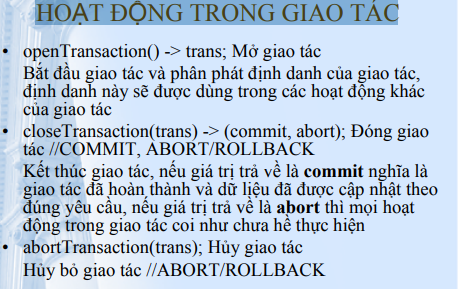 HOẠT ĐỘNG TRONG GIAO TÁC
• openTransaction() -> trans; Mở giao tác
Bắt đầu giao tác và phân phát định danh của giao tác,
định danh này sẽ được dùng trong các hoạt động khác
của giao tác
• closeTransaction(trans) -> (commit, abort); Đóng giao
tác //COMMIT, ABORT/ROLLBACK
Kết thúc giao tác, nếu giá trị trả về là commit nghĩa là
giao tác đã hoàn thành và dữ liệu đã được cập nhật theo
đúng yêu cầu, nếu giá trị trả về là abort thì mọi hoạt
động trong giao tác coi như chưa hề thực hiện
• abortTransaction(trans); Hủy giao tác
Hủy bỏ giao tác //ABORT/ROLLBACK